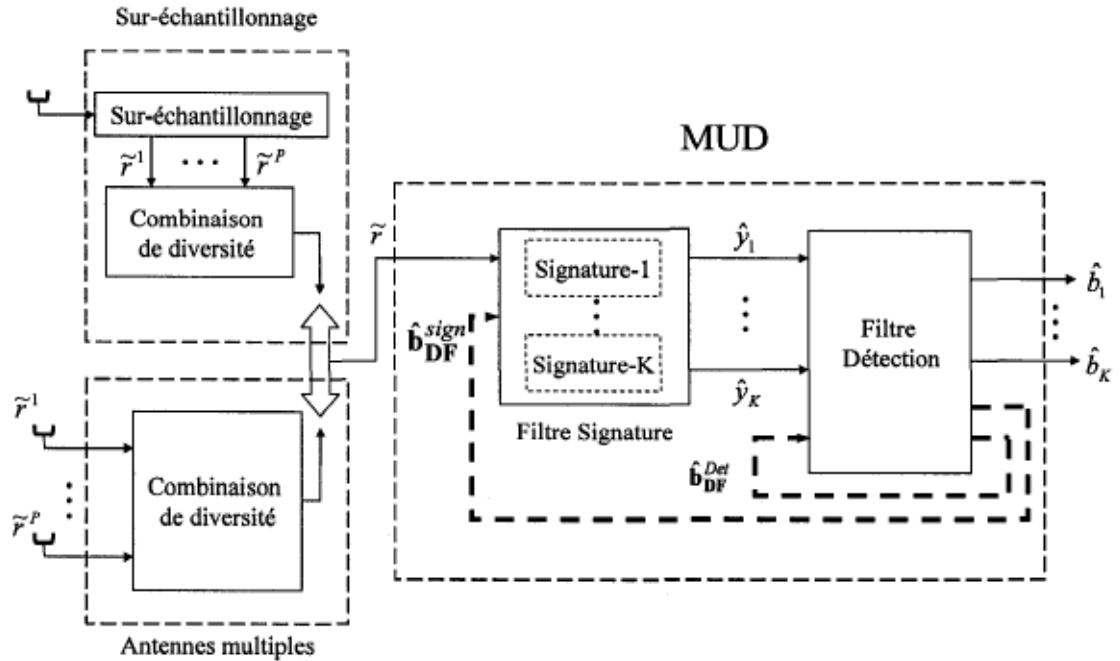 Sur-échantillonnage
Sur-échantillonnage
r̃¹ ... r̃ᴾ
Combinaison
de diversité
MUD
r̃
Signature-1
Signature-K
Filtre Signature
b̂_DF^sign
ŷ₁
ŷ_K
Filtre
Détection
b̂₁
b̂_K
b̂_DF^Det
r̃¹
r̃ᴾ
Combinaison
de diversité
Antennes multiples